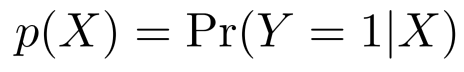 p(X) = Pr(Y = 1|X)